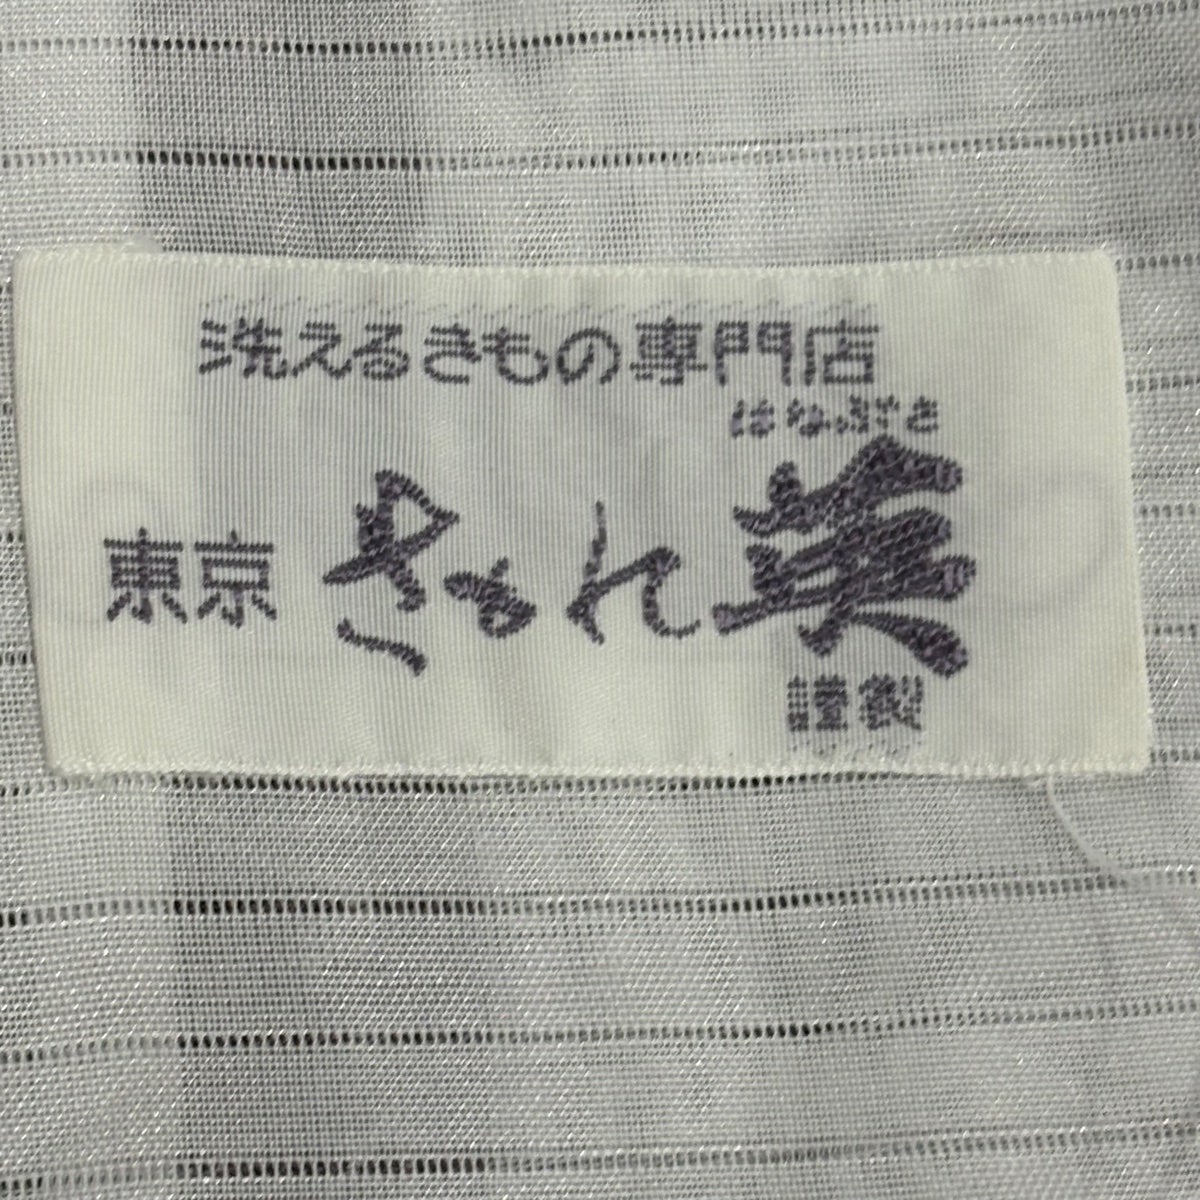 洗えるきもの専門店
はなぶさ
東京 きもの英
謹製